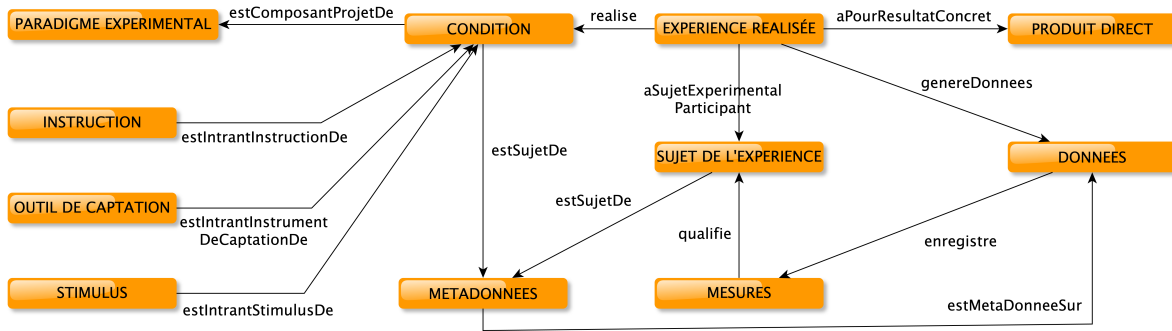 estComposantProjetDe
realise
aPourResultatConcret
PARADIGME EXPERIMENTAL
CONDITION
EXPERIENCE REALISÉE
PRODUIT DIRECT
aSujetExperimental
Participant
genereDonnees
INSTRUCTION
estIntrantInstructionDe
estSujetDe
SUJET DE L'EXPERIENCE
DONNEES
OUTIL DE CAPTATION
estIntrantInstrument
DeCaptationDe
estSujetDe
qualifie
enregistre
STIMULUS
estIntrantStimulusDe
METADONNEES
MESURES
estMetaDonneeSur